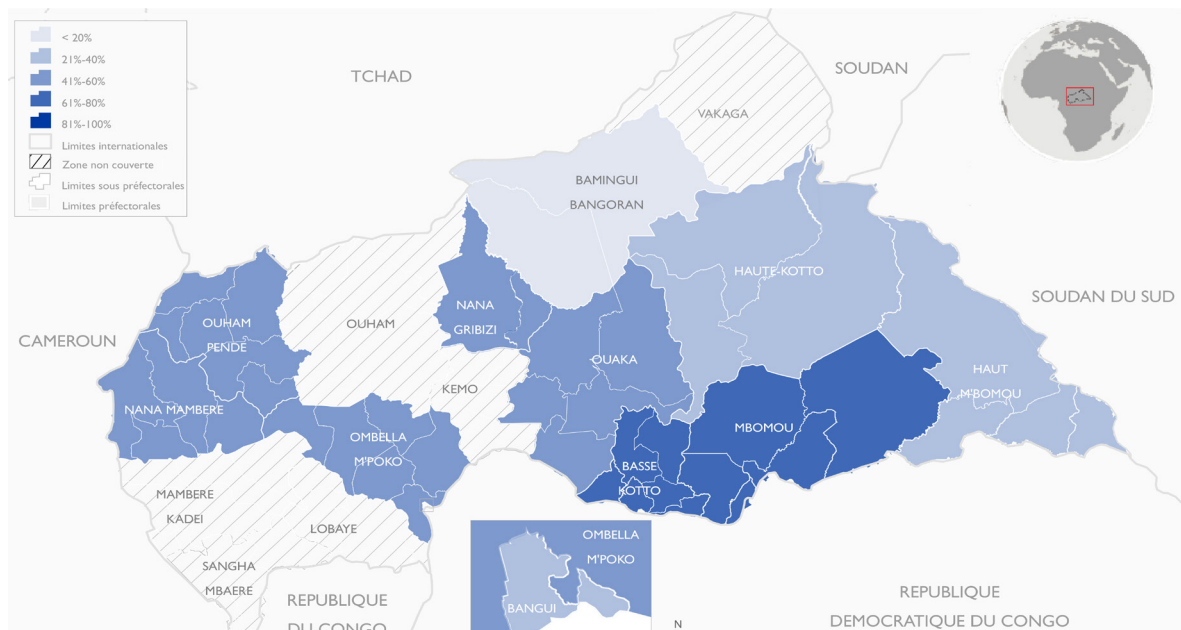 < 20%
21%-40%
41%-60%
61%-80%
81%-100%
Limites internationales
Zone non couverte
Limites sous préfectorales
Limites préfectorales
TCHAD
SOUDAN
VAKAGA
BAMINGUI
BANGORAN
HAUTE-KOTTO
SOUDAN DU SUD
CAMEROUN
OUHAM
PENDE
OUHAM
NANA
GRIBIZI
OUAKA
KEMO
HAUT
M'BOMOU
NANA MAMBERE
OMBELLA
M'POKO
MBOMOU
BASSE
KOTTO
MAMBERE
KADEI
LOBAYE
SANGHA
MBAERE
OMBELLA
M'POKO
BANGUI
REPUBLIQUE
DU CONGO
N
REPUBLIQUE
DEMOCRATIQUE DU CONGO